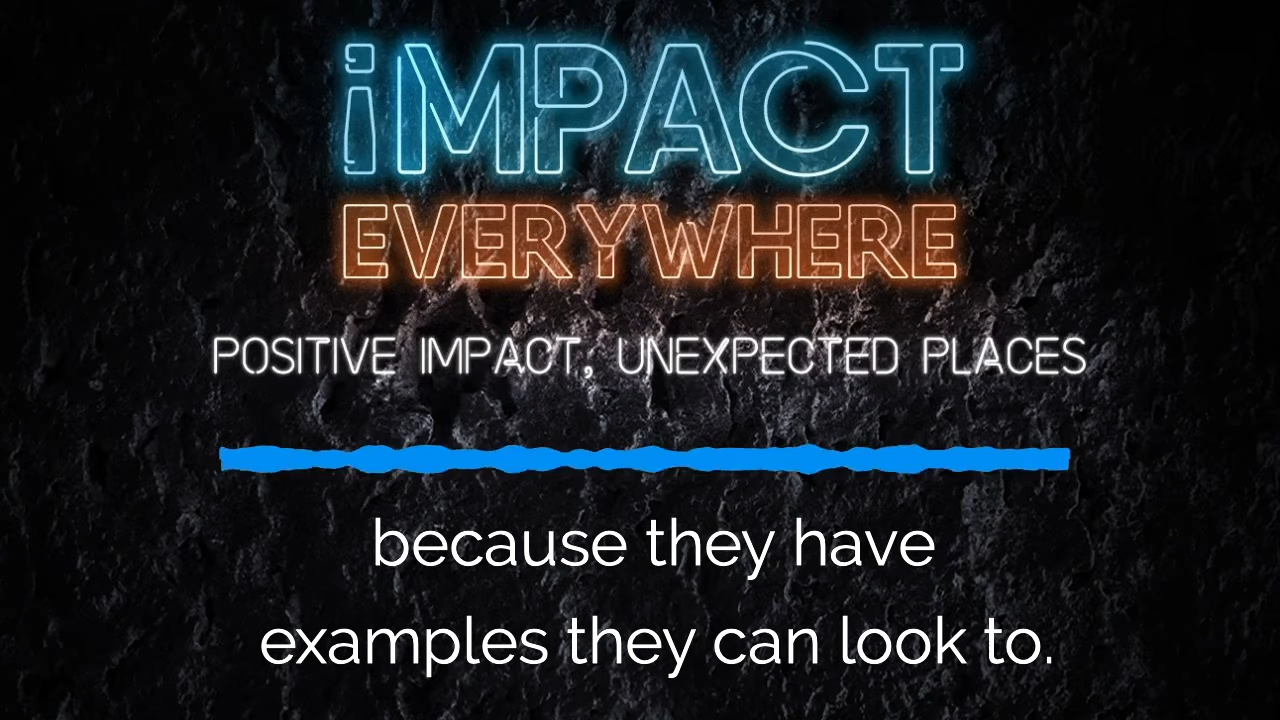 iMPACT
EVERYWHERE
POSITIVE IMPACT, UNEXPECTED PLACES
because they have
examples they can look to.